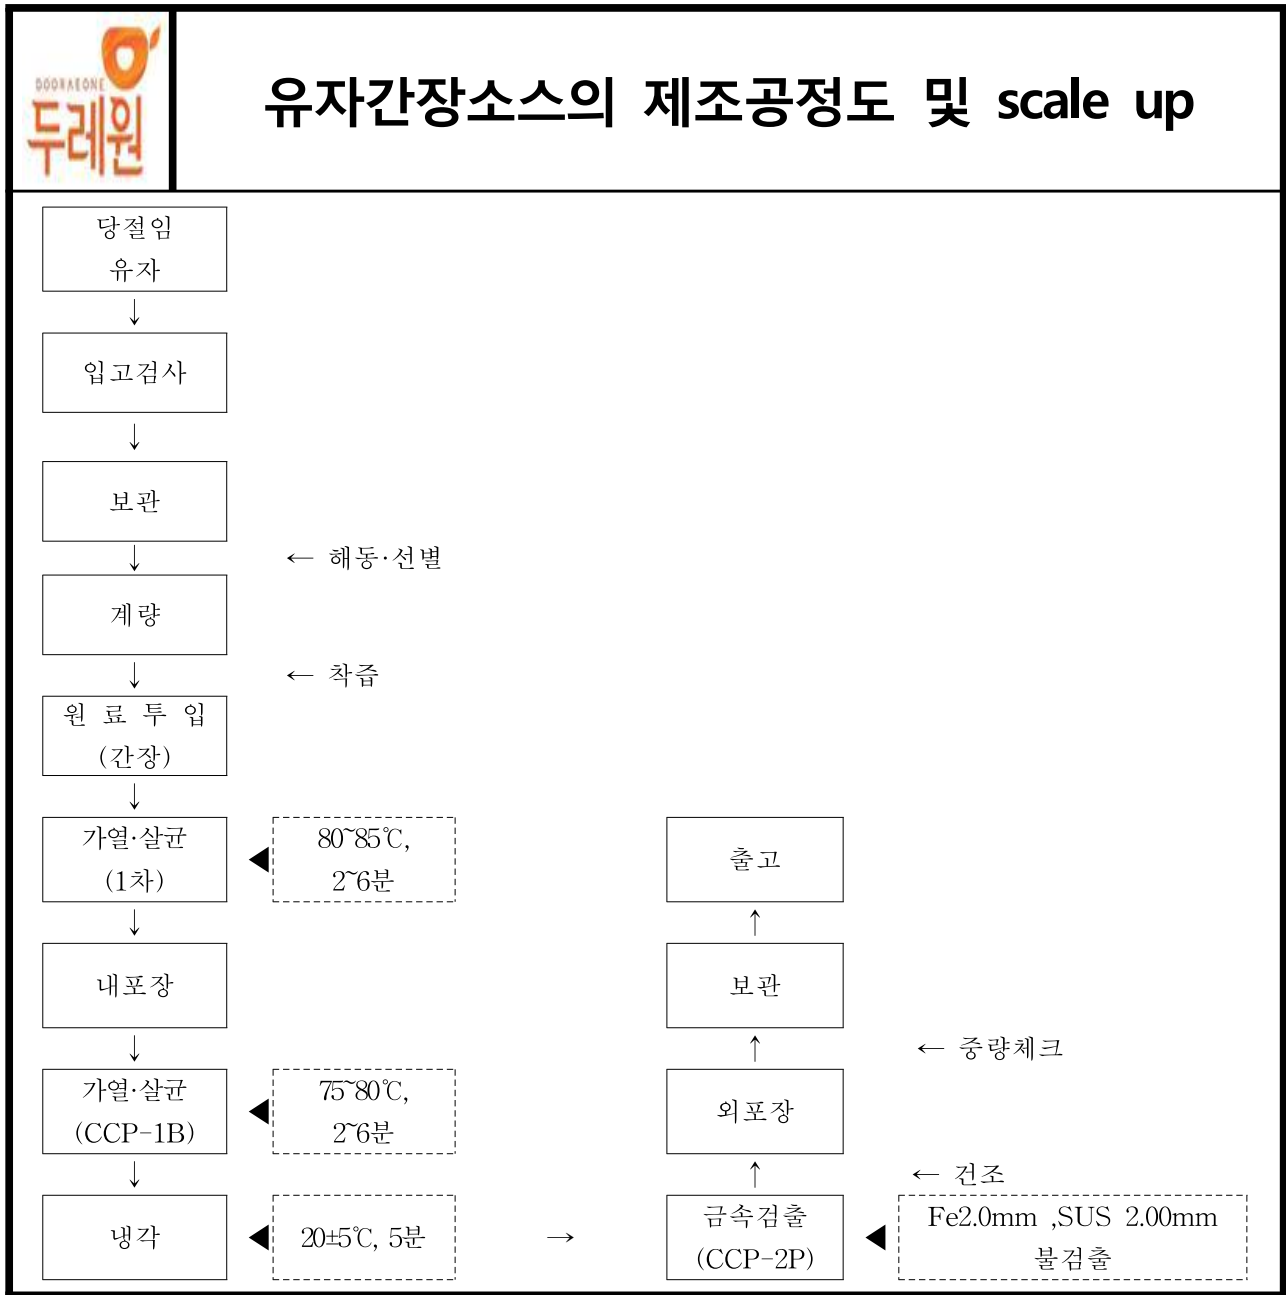 DOORAEONE
두레원
유자간장소스의 제조공정도 및 scale up
당절임
유자
↓
입고검사
↓
보관
↓
← 해동·선별
계량
↓
← 착즙
원 료 투 입
(간장)
↓
가열·살균
(1차)
80~85℃,
2~6분
↓
내포장
↓
가열·살균
(CCP-1B)
75~80℃,
2~6분
↓
냉각
20±5℃, 5분
→
금속검출
(CCP-2P)
Fe2.0mm ,SUS 2.00mm
불검출
↑
← 건조
외포장
↑
← 중량체크
보관
↑
출고